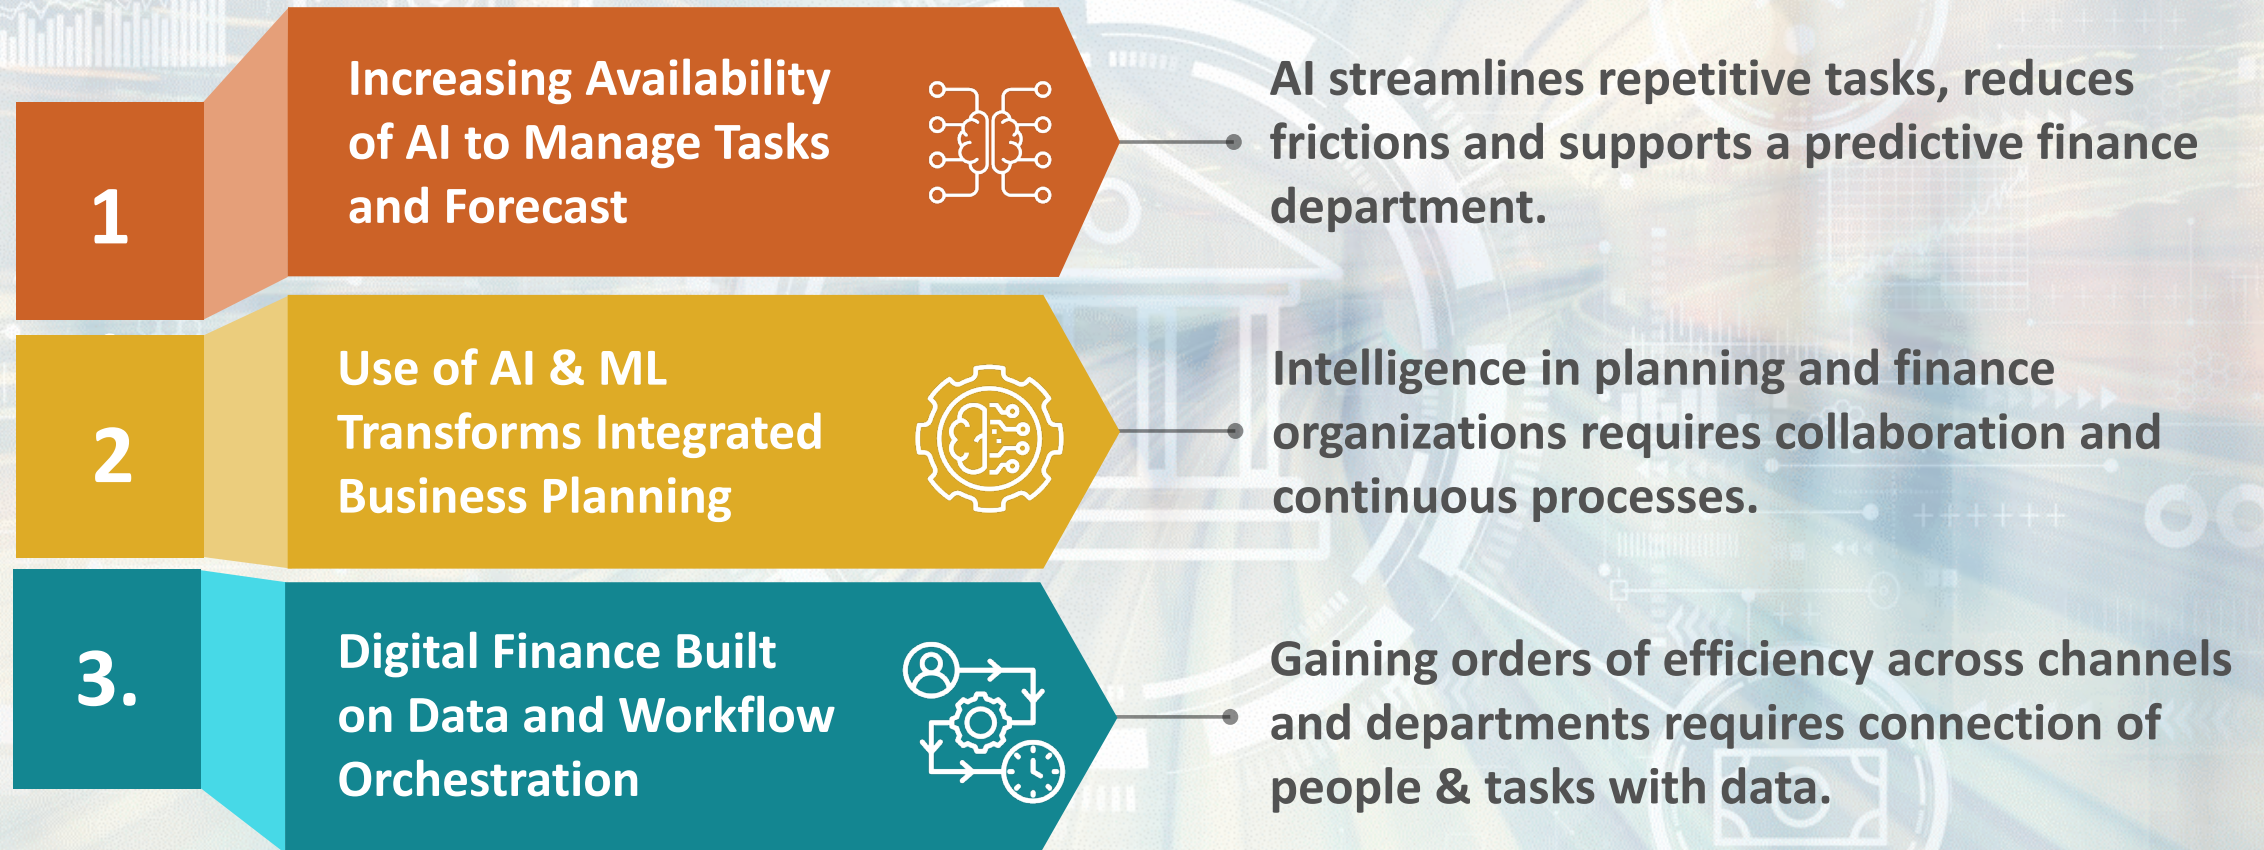 1
Increasing Availability
of AI to Manage Tasks
and Forecast
AI streamlines repetitive tasks, reduces
frictions and supports a predictive finance
department.
2
Use of AI & ML
Transforms Integrated
Business Planning
Intelligence in planning and finance
organizations requires collaboration and
continuous processes.
3.
Digital Finance Built
on Data and Workflow
Orchestration
Gaining orders of efficiency across channels
and departments requires connection of
people & tasks with data.